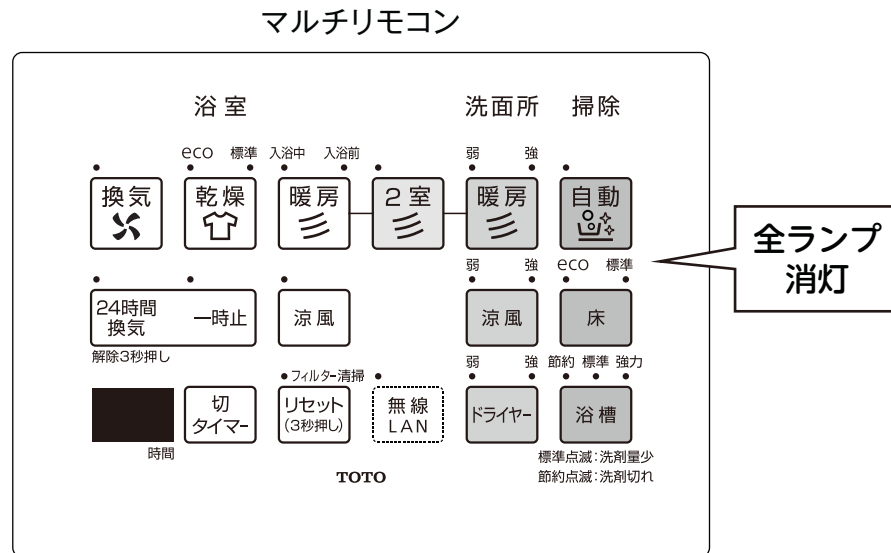 マルチリモコン
浴室
洗面所
掃除
eco 標準
入浴中 入浴前
弱 強
換気
乾燥
暖房
2室
暖房
自動
全ランプ
消灯
弱 強
eco 標準
24時間
換気
一時止
涼風
涼風
床
解除3秒押し
フィルター清掃
弱 強
節約 標準 強力
切
タイマー
リセット
(3秒押し)
無線
LAN
ドライヤー
浴槽
時間
標準点滅:洗剤量少
節約点滅:洗剤切れ
TOTO